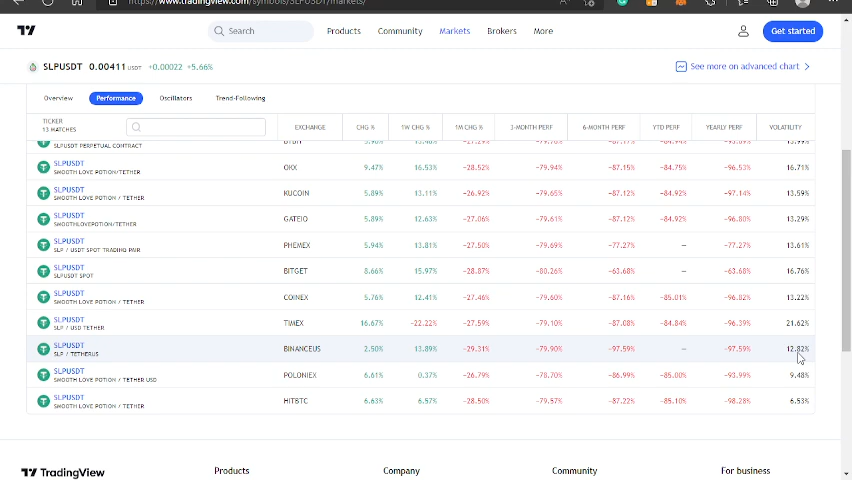 https://www.tradingview.com/symbols/SLPUSDT/markets/
Search
Products
Community
Markets
Brokers
More
Get started
SLPUSDT 0.00411 USDT +0.00022 +5.66%
See more on advanced chart
Overview
Performance
Oscillators
Trend-Following
TICKER
13 MATCHES
EXCHANGE CHG % 1W CHG % 1M CHG % 3-MONTH PERF 6-MONTH PERF YTD PERF YEARLY PERF VOLATILITY
SLPUSDT PERPETUAL CONTRACT
SLPUSDT
SMOOTH LOVE POTION/TETHER
OKX 9.47% 16.53% −28.52% −79.94% −87.15% −84.75% −96.53% 16.71%
SLPUSDT
SMOOTH LOVE POTION / TETHER
KUCOIN 5.89% 13.11% −26.92% −79.65% −87.12% −84.92% −97.14% 13.59%
SLPUSDT
SMOOTHLOVEPOTION/TETHER
GATEIO 5.89% 12.63% −27.06% −79.61% −87.12% −84.92% −96.80% 13.29%
SLPUSDT
SLP / USDT SPOT TRADING PAIR
PHEMEX 5.94% 13.81% −27.50% −79.69% −77.27% — −77.27% 13.61%
SLPUSDT
SLPUSDT SPOT
BITGET 8.66% 15.97% −28.87% −80.26% −63.68% — −63.68% 16.76%
SLPUSDT
SMOOTH LOVE POTION / TETHER
COINEX 5.76% 12.41% −27.46% −79.60% −87.16% −85.01% −96.82% 13.22%
SLPUSDT
SLP / USD TETHER
TIMEX 16.67% −22.22% −27.59% −79.10% −87.08% −84.84% −96.39% 21.62%
SLPUSDT
SLP / TETHERUS
BINANCEUS 2.50% 13.89% −29.31% −79.90% −97.59% — −97.59% 12.82%
SLPUSDT
SMOOTH LOVE POTION / TETHER USD
POLONIEX 6.61% 0.37% −26.79% −78.70% −86.99% −85.00% −93.99% 9.48%
SLPUSDT
SMOOTH LOVE POTION / TETHER
HITBTC 6.63% 6.57% −28.50% −79.57% −87.22% −85.10% −98.28% 6.53%
TradingView
Products
Company
Community
For business